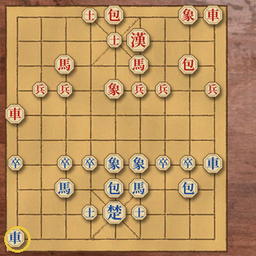 士 包 象 車
士 漢
馬 馬 包
兵 兵 象 兵 兵 兵
車
卒 卒 卒 象 象 卒 卒 車
馬 包 馬 包
士 楚 士
車